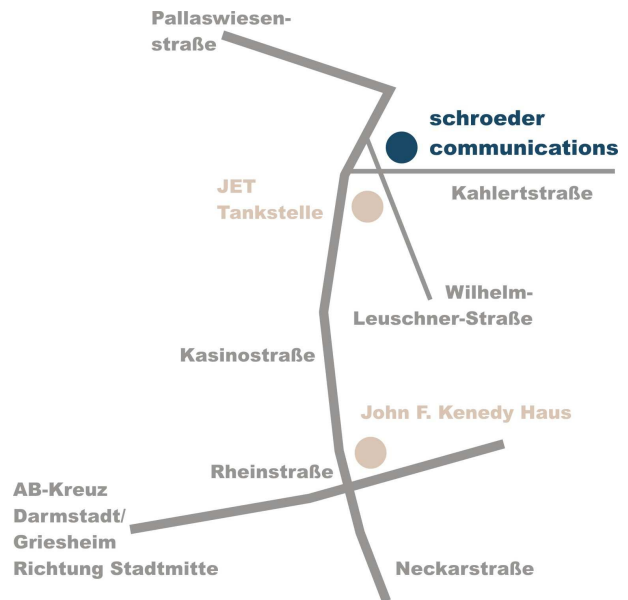 Pallaswiesen-
straße
schroeder
communications
JET
Tankstelle
Kahlertstraße
Wilhelm-
Leuschner-Straße
Kasinostraße
John F. Kenedy Haus
Rheinstraße
AB-Kreuz
Darmstadt/
Griesheim
Richtung Stadtmitte
Neckarstraße